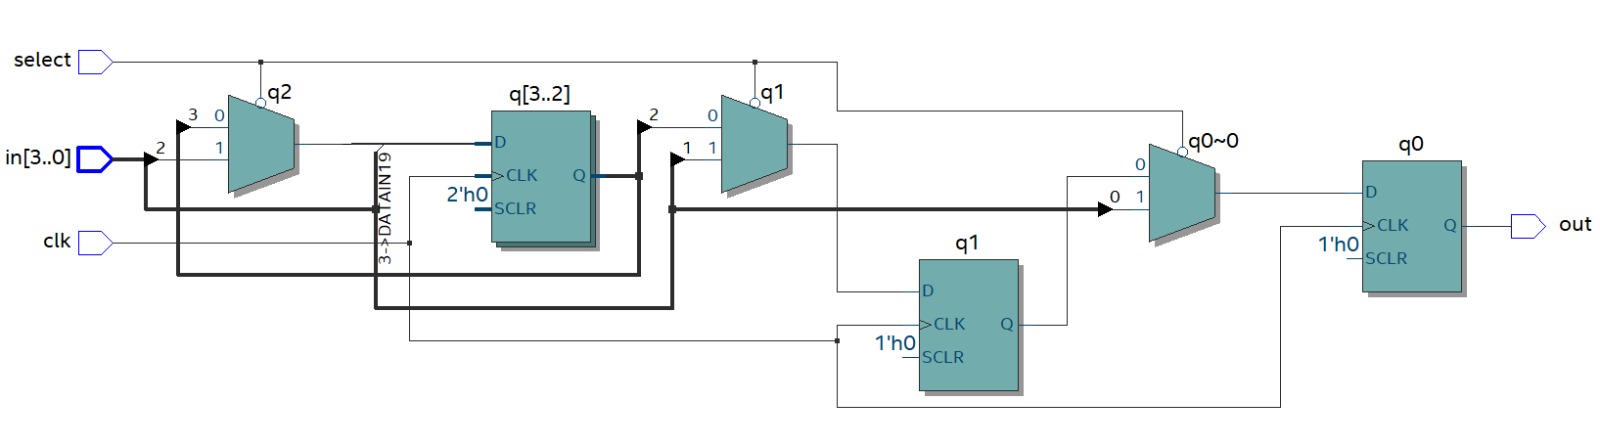 select
in[3..0]
clk
q2
3
0
2
1
3->DATAIN19
q[3..2]
D
CLK
Q
2'h0
SCLR
q1
2
0
1
1
q1
D
CLK
Q
1'h0
SCLR
q0~0
0
0
1
q0
D
CLK
Q
1'h0
SCLR
out